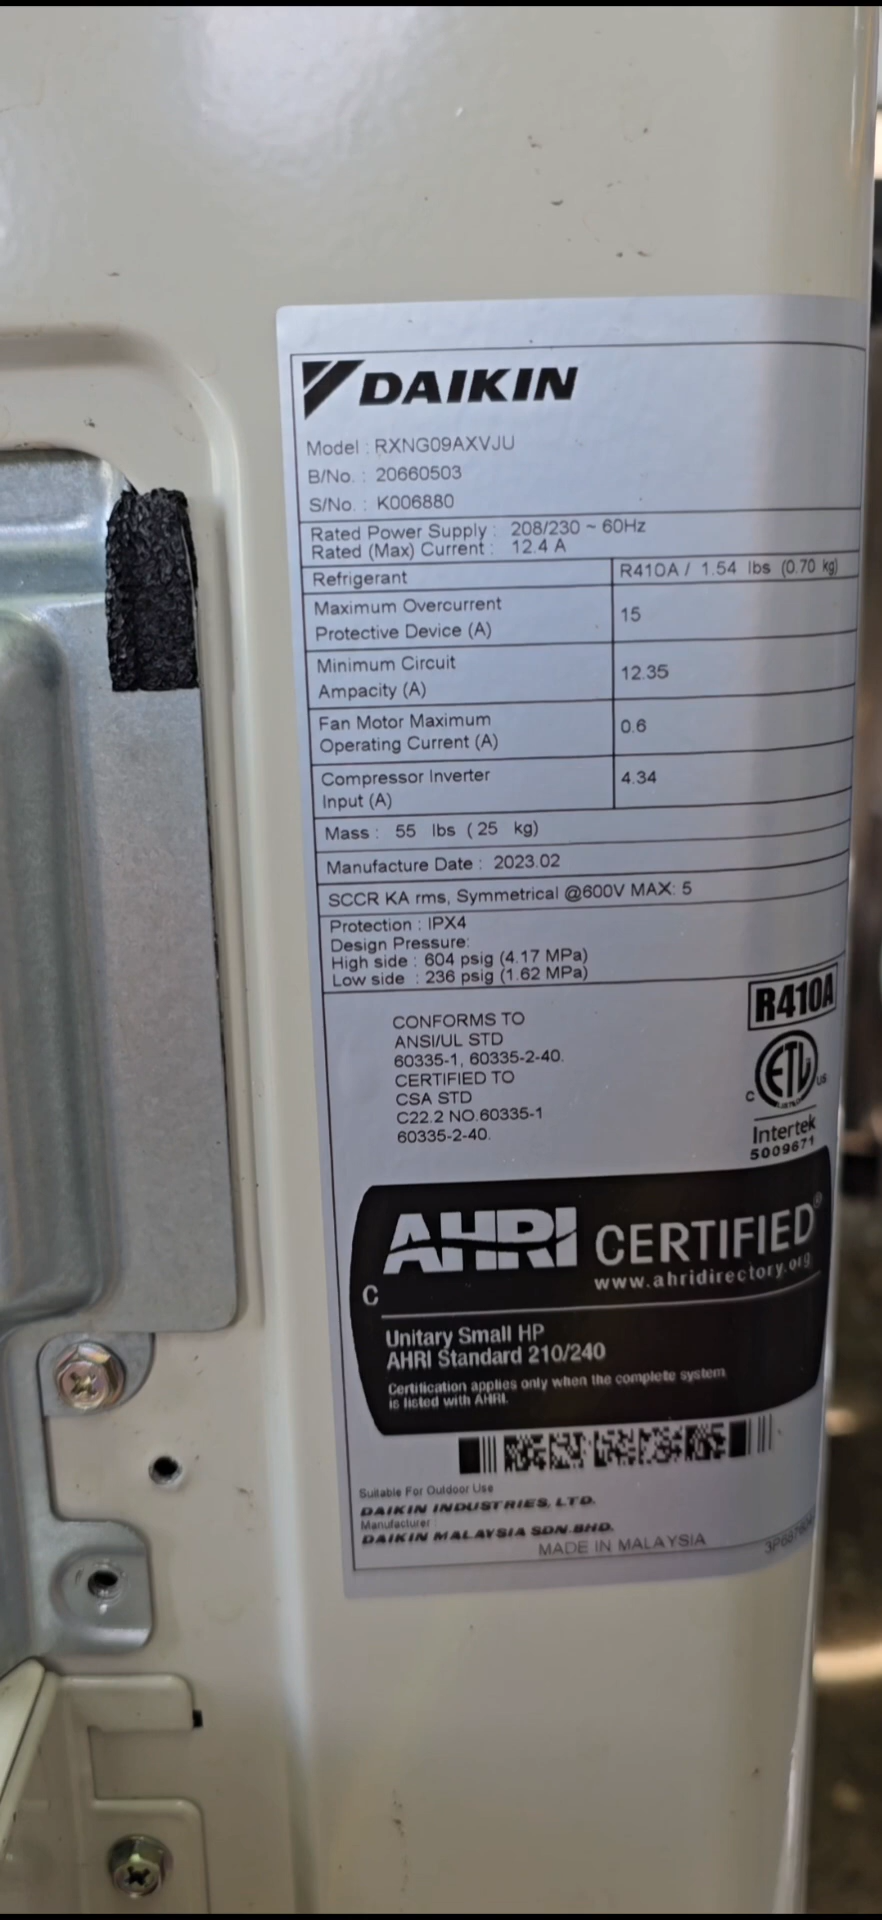 DAIKIN
Model : RXNG09AXVJU
B/No. : 20660503
S/No. : K006880
Rated Power Supply : 208/230 ~ 60Hz
Rated (Max) Current : 12.4 A
Refrigerant R410A / 1.54 lbs (0.70 kg)
Maximum Overcurrent
Protective Device (A) 15
Minimum Circuit
Ampacity (A) 12.35
Fan Motor Maximum
Operating Current (A) 0.6
Compressor Inverter
Input (A) 4.34
Mass : 55 lbs ( 25 kg)
Manufacture Date : 2023.02
SCCR KA rms, Symmetrical @600V MAX: 5
Protection : IPX4
Design Pressure:
High side : 604 psig (4.17 MPa)
Low side : 236 psig (1.62 MPa)
R410A
CONFORMS TO
ANSI/UL STD
60335-1, 60335-2-40.
CERTIFIED TO
CSA STD
C22.2 NO.60335-1
60335-2-40.
C ETL US
LISTED
Intertek
5009671
AHRI CERTIFIED®
www.ahridirectory.org
C
Unitary Small HP
AHRI Standard 210/240
Certification applies only when the complete system
is listed with AHRI.
Suitable For Outdoor Use
DAIKIN INDUSTRIES, LTD.
Manufacturer :
DAIKIN MALAYSIA SDN.BHD.
MADE IN MALAYSIA